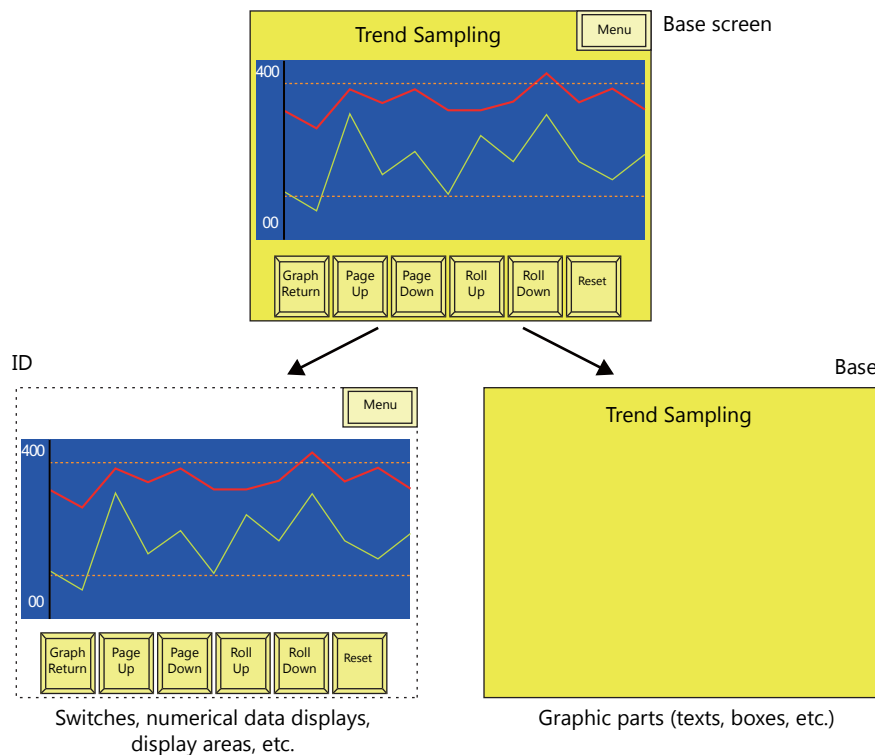 Trend Sampling
Menu
Base screen
400
00
Graph
Return
Page
Up
Page
Down
Roll
Up
Roll
Down
Reset
ID
Menu
400
00
Graph
Return
Page
Up
Page
Down
Roll
Up
Roll
Down
Reset
Switches, numerical data displays,
display areas, etc.
Base
Trend Sampling
Graphic parts (texts, boxes, etc.)